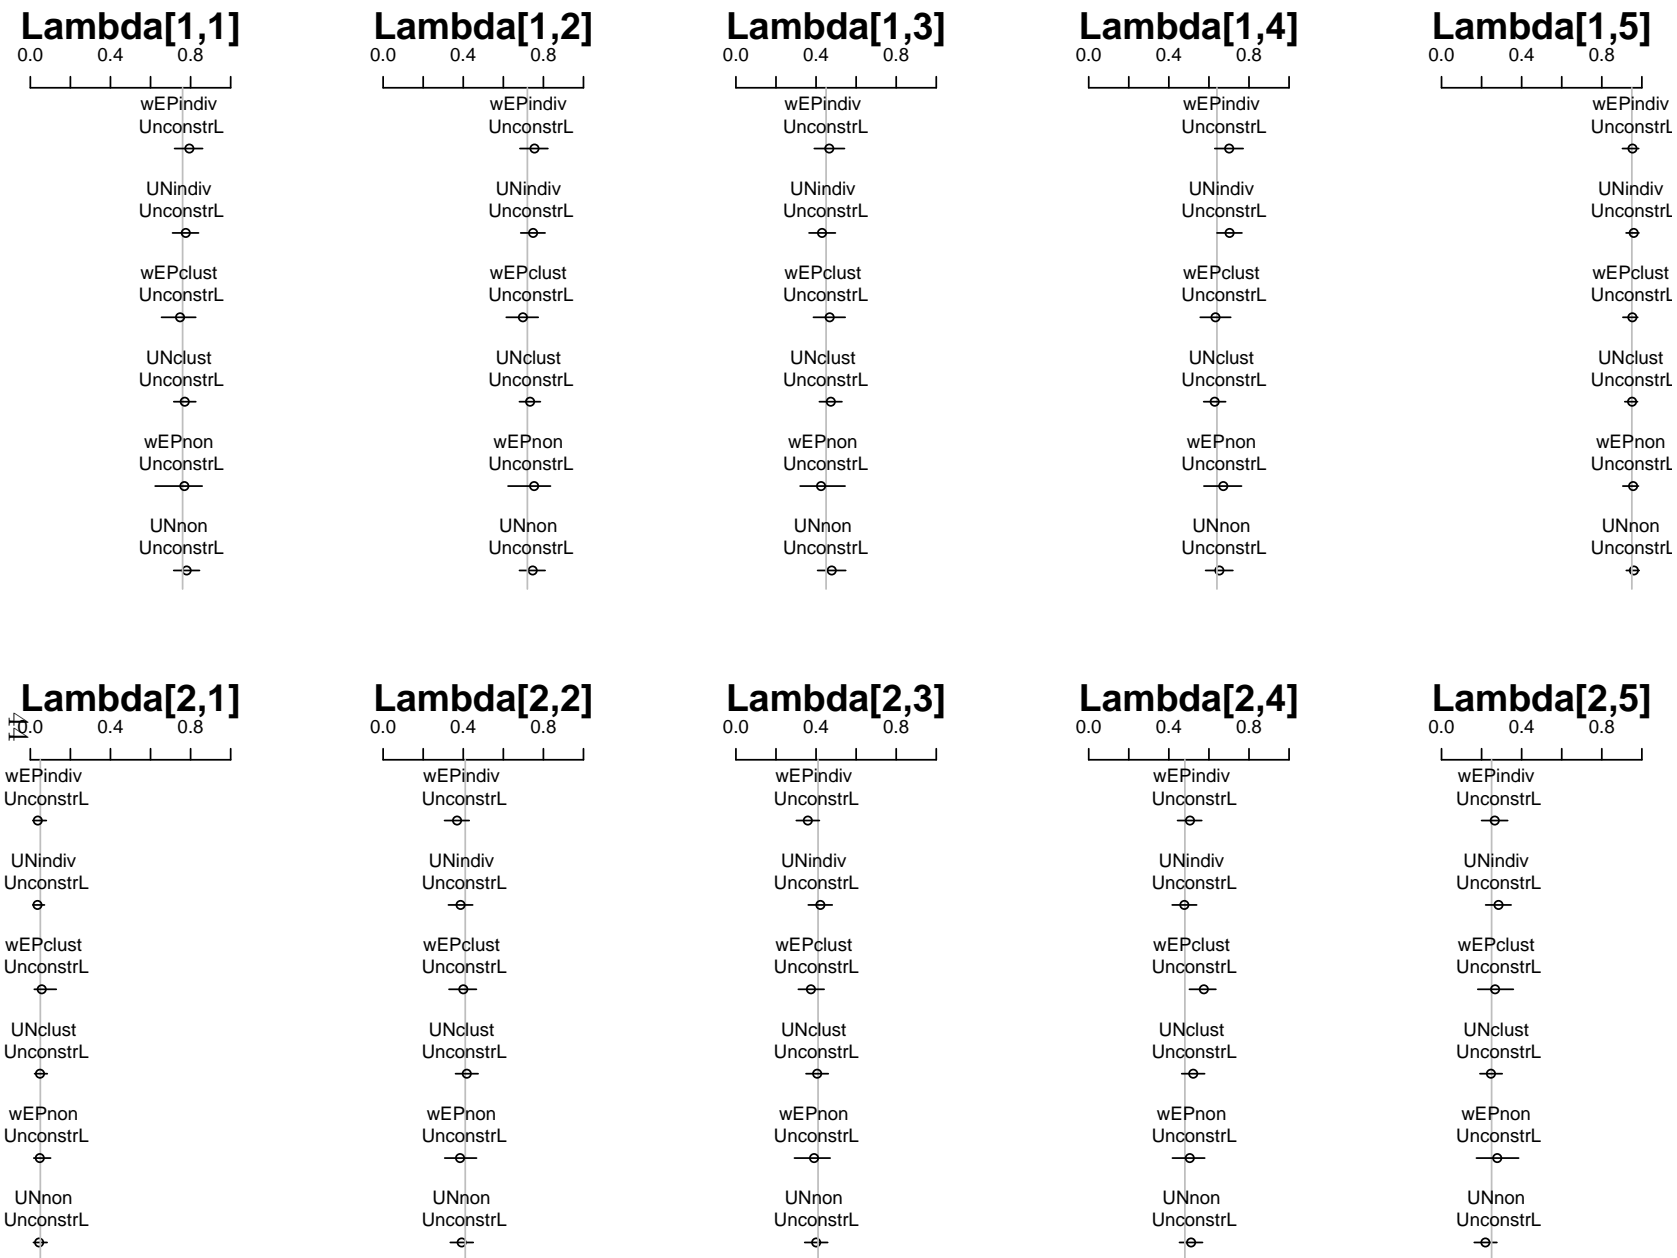 Lambda[1,1]
0.0 0.4 0.8
wEPindiv
UnconstrL
UNindiv
UnconstrL
wEPclust
UnconstrL
UNclust
UnconstrL
wEPnon
UnconstrL
UNnon
UnconstrL
Lambda[1,2]
0.0 0.4 0.8
wEPindiv
UnconstrL
UNindiv
UnconstrL
wEPclust
UnconstrL
UNclust
UnconstrL
wEPnon
UnconstrL
UNnon
UnconstrL
Lambda[1,3]
0.0 0.4 0.8
wEPindiv
UnconstrL
UNindiv
UnconstrL
wEPclust
UnconstrL
UNclust
UnconstrL
wEPnon
UnconstrL
UNnon
UnconstrL
Lambda[1,4]
0.0 0.4 0.8
wEPindiv
UnconstrL
UNindiv
UnconstrL
wEPclust
UnconstrL
UNclust
UnconstrL
wEPnon
UnconstrL
UNnon
UnconstrL
Lambda[1,5]
0.0 0.4 0.8
wEPindiv
UnconstrL
UNindiv
UnconstrL
wEPclust
UnconstrL
UNclust
UnconstrL
wEPnon
UnconstrL
UNnon
UnconstrL
41
Lambda[2,1]
0.0 0.4 0.8
wEPindiv
UnconstrL
UNindiv
UnconstrL
wEPclust
UnconstrL
UNclust
UnconstrL
wEPnon
UnconstrL
UNnon
UnconstrL
Lambda[2,2]
0.0 0.4 0.8
wEPindiv
UnconstrL
UNindiv
UnconstrL
wEPclust
UnconstrL
UNclust
UnconstrL
wEPnon
UnconstrL
UNnon
UnconstrL
Lambda[2,3]
0.0 0.4 0.8
wEPindiv
UnconstrL
UNindiv
UnconstrL
wEPclust
UnconstrL
UNclust
UnconstrL
wEPnon
UnconstrL
UNnon
UnconstrL
Lambda[2,4]
0.0 0.4 0.8
wEPindiv
UnconstrL
UNindiv
UnconstrL
wEPclust
UnconstrL
UNclust
UnconstrL
wEPnon
UnconstrL
UNnon
UnconstrL
Lambda[2,5]
0.0 0.4 0.8
wEPindiv
UnconstrL
UNindiv
UnconstrL
wEPclust
UnconstrL
UNclust
UnconstrL
wEPnon
UnconstrL
UNnon
UnconstrL